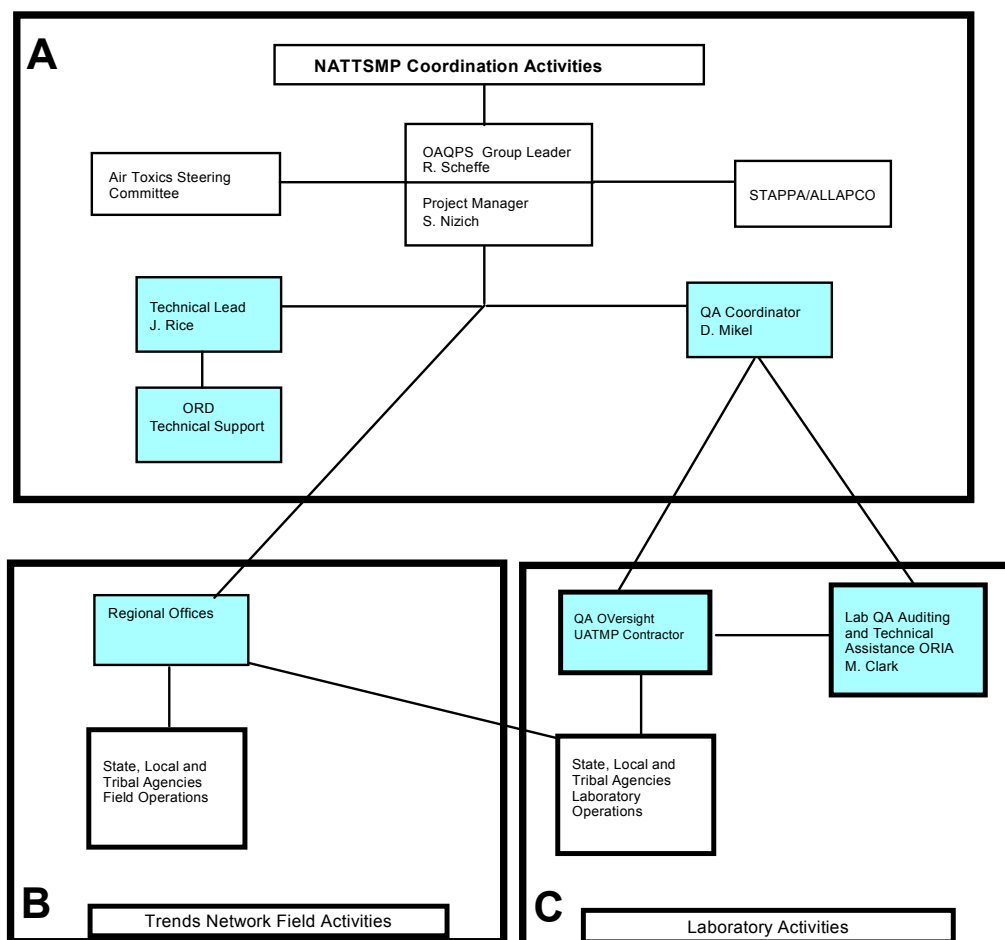 A
NATTSMP Coordination Activities
OAQPS Group Leader
R. Scheffe
Air Toxics Steering
Committee
STAPPA/ALLAPCO
Project Manager
S. Nizich
Technical Lead
J. Rice
QA Coordinator
D. Mikel
ORD
Technical Support
Regional Offices
QA OVersight
UATMP Contractor
Lab QA Auditing
and Technical
Assistance ORIA
M. Clark
State, Local and
Tribal Agencies
Field Operations
State, Local and
Tribal Agencies
Laboratory
Operations
B
Trends Network Field Activities
C
Laboratory Activities